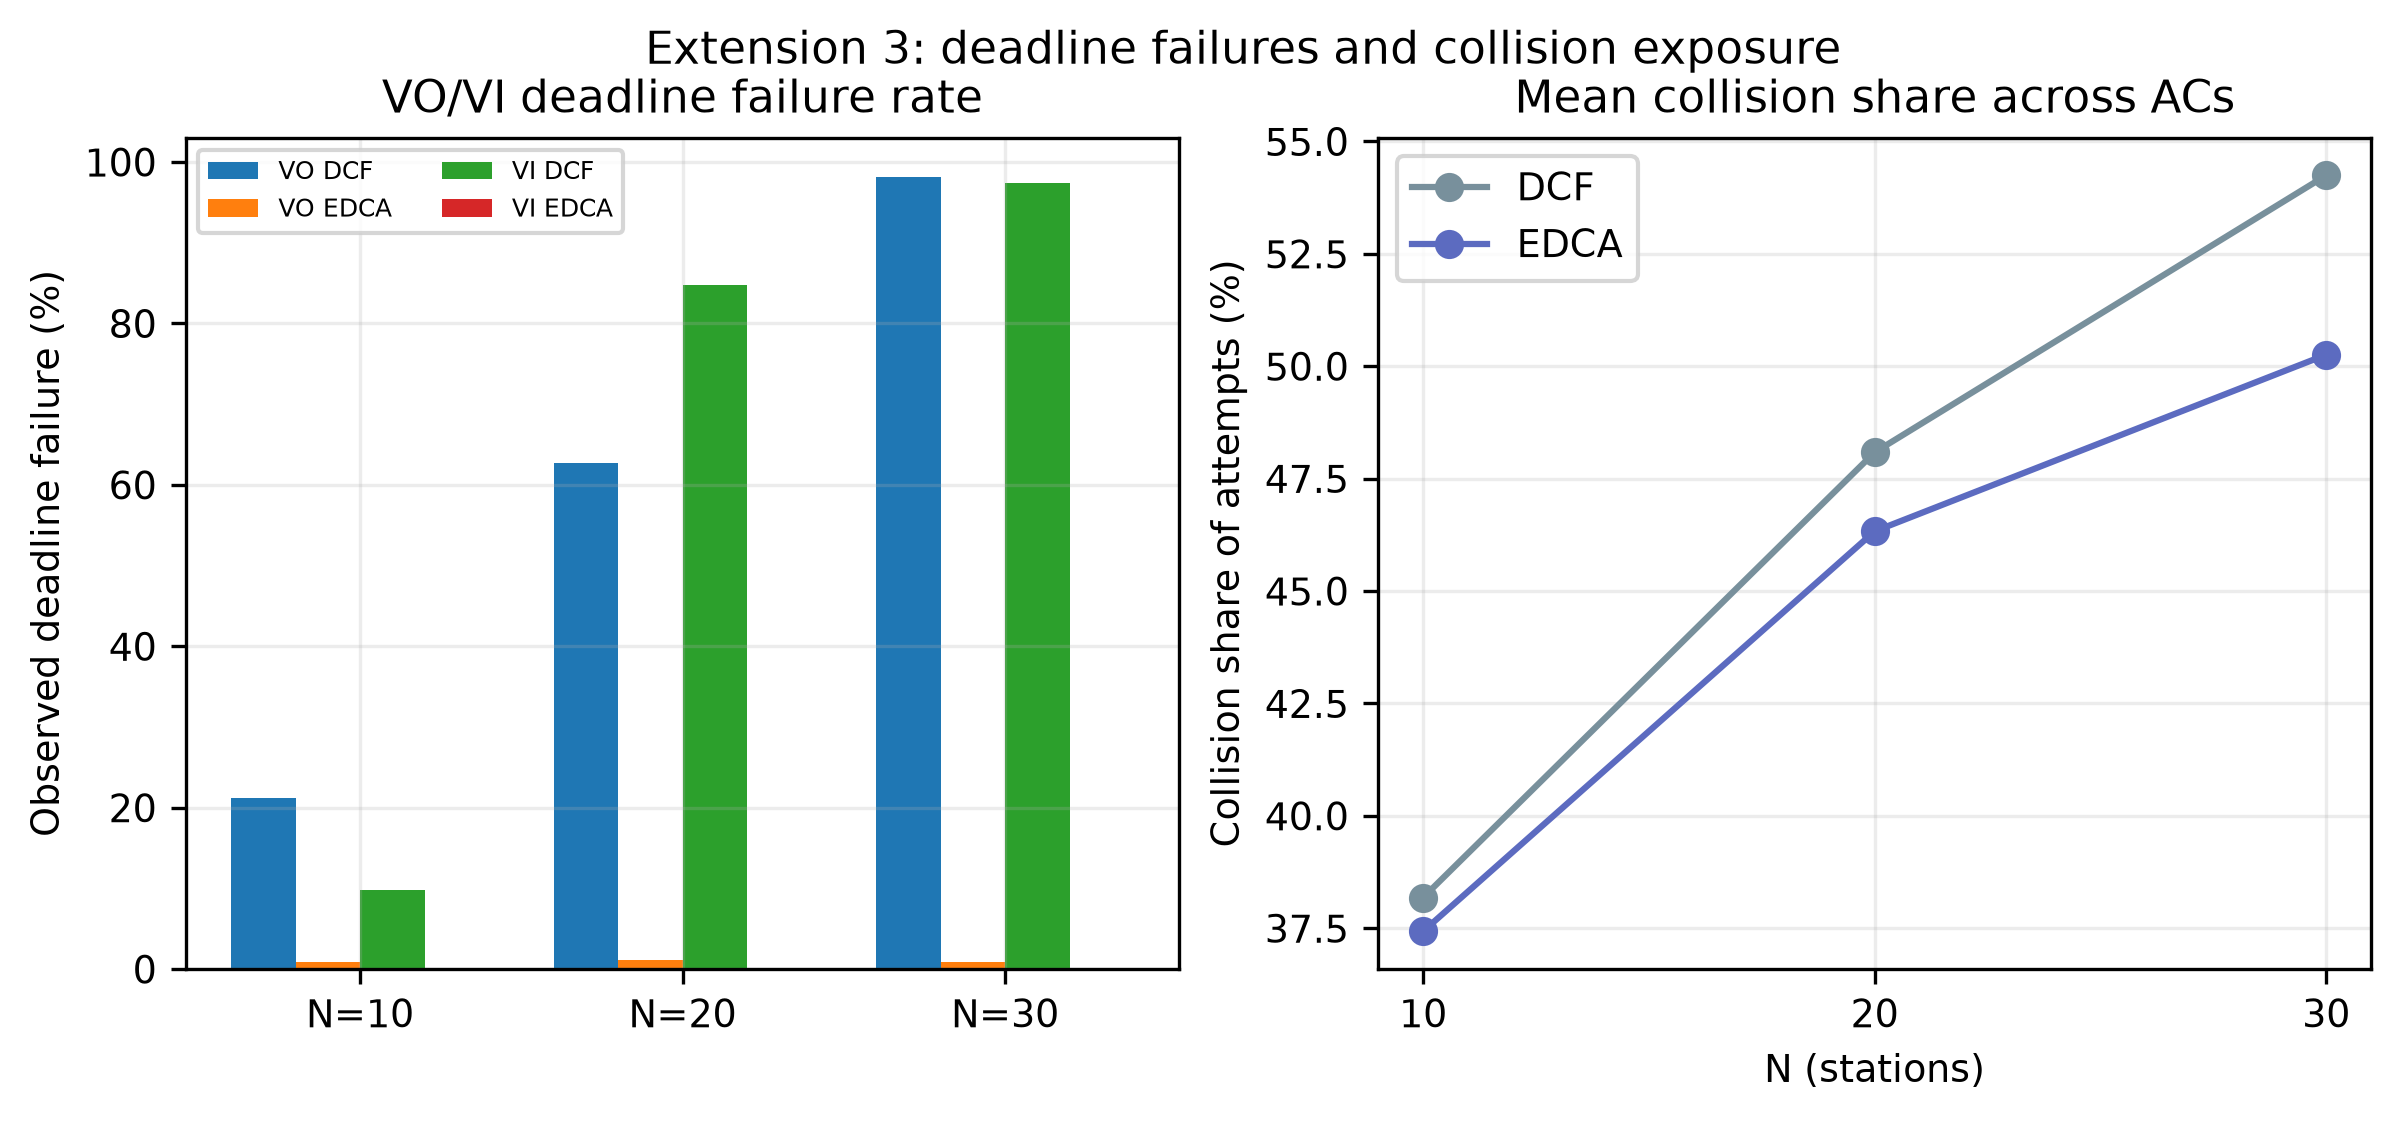 Extension 3: deadline failures and collision exposure
VO/VI deadline failure rate
Observed deadline failure (%)
100
80
60
40
20
0
VO DCF
VO EDCA
VI DCF
VI EDCA
N=10
N=20
N=30
Mean collision share across ACs
Collision share of attempts (%)
55.0
52.5
50.0
47.5
45.0
42.5
40.0
37.5
DCF
EDCA
10
20
30
N (stations)